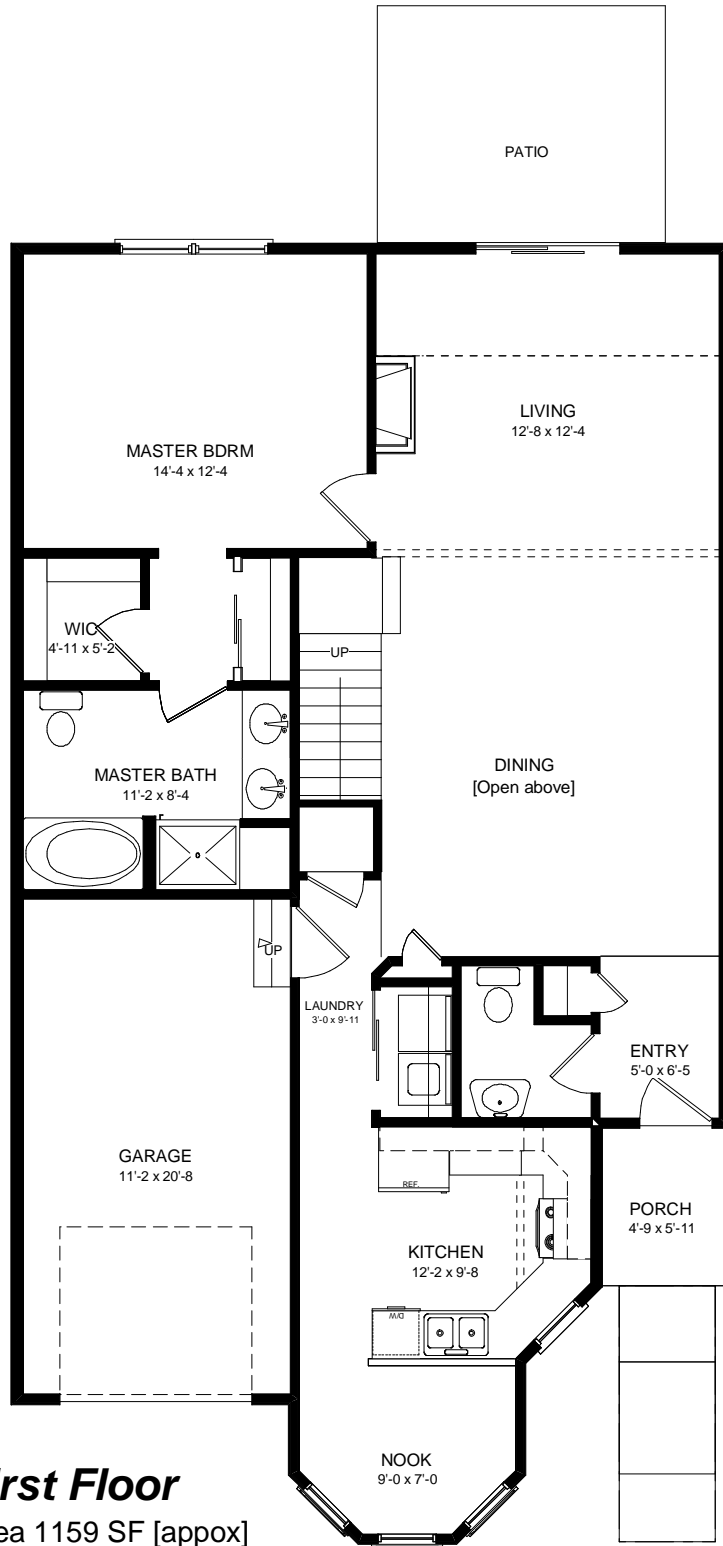 PATIO
LIVING
12'-8 x 12'-4
MASTER BDRM
14'-4 x 12'-4
WIC
4'-11 x 5'-2
UP
MASTER BATH
11'-2 x 8'-4
DINING
[Open above]
UP
LAUNDRY
3'-0 x 9'-11
ENTRY
5'-0 x 6'-5
GARAGE
11'-2 x 20'-8
REF.
PORCH
4'-9 x 5'-11
KITCHEN
12'-2 x 9'-8
D/W
NOOK
9'-0 x 7'-0
irst Floor
ea 1159 SF [appox]